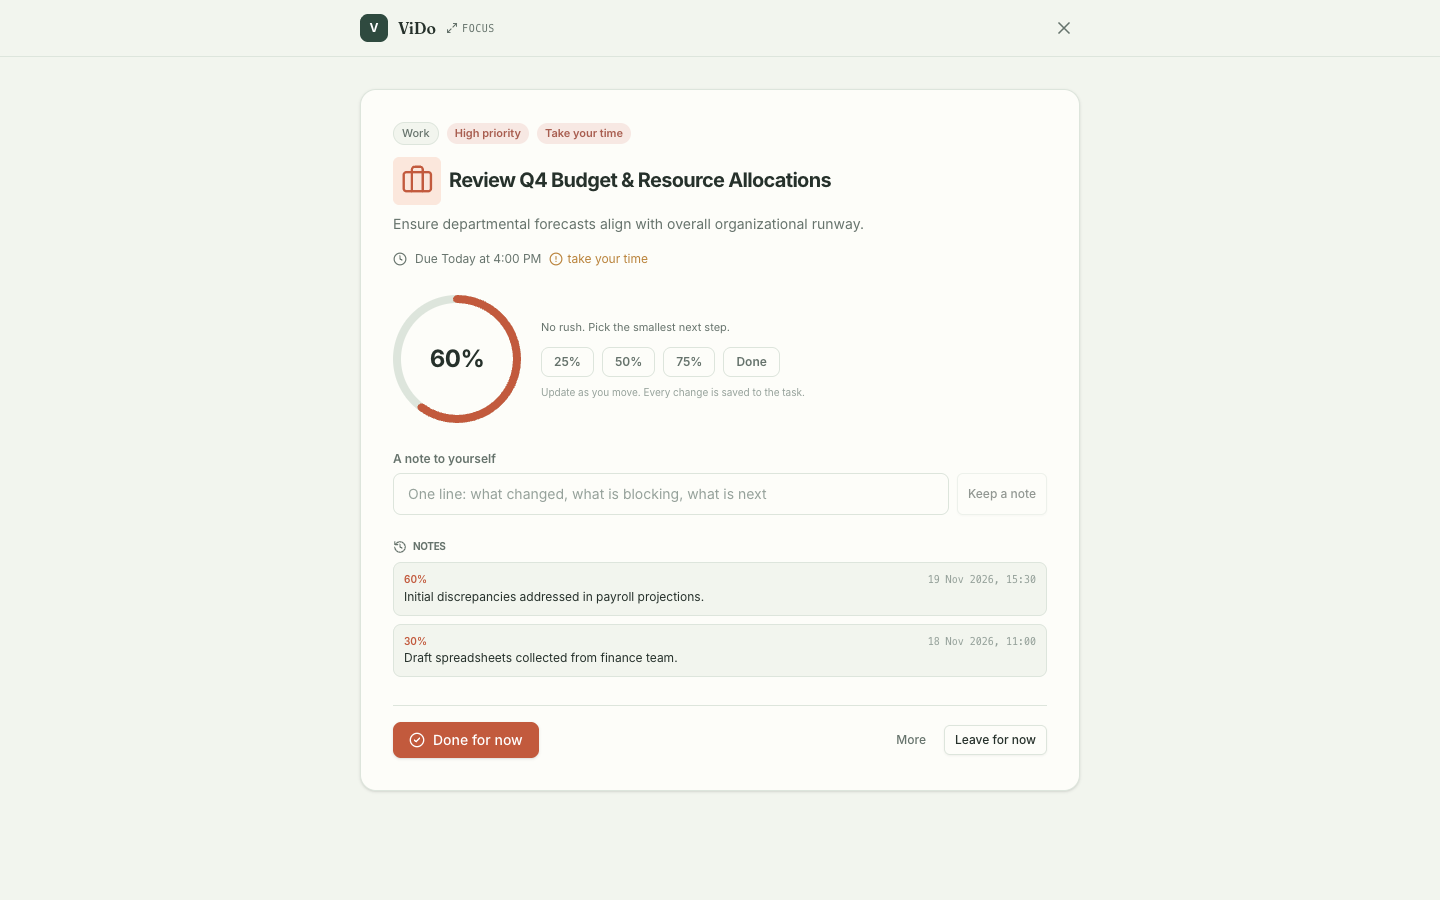 V ViDo FOCUS
Work High priority Take your time
Review Q4 Budget & Resource Allocations
Ensure departmental forecasts align with overall organizational runway.
Due Today at 4:00 PM take your time
60%
No rush. Pick the smallest next step.
25% 50% 75% Done
Update as you move. Every change is saved to the task.
A note to yourself
One line: what changed, what is blocking, what is next Keep a note
NOTES
60% 19 Nov 2026, 15:30
Initial discrepancies addressed in payroll projections.
30% 18 Nov 2026, 11:00
Draft spreadsheets collected from finance team.
Done for now More Leave for now